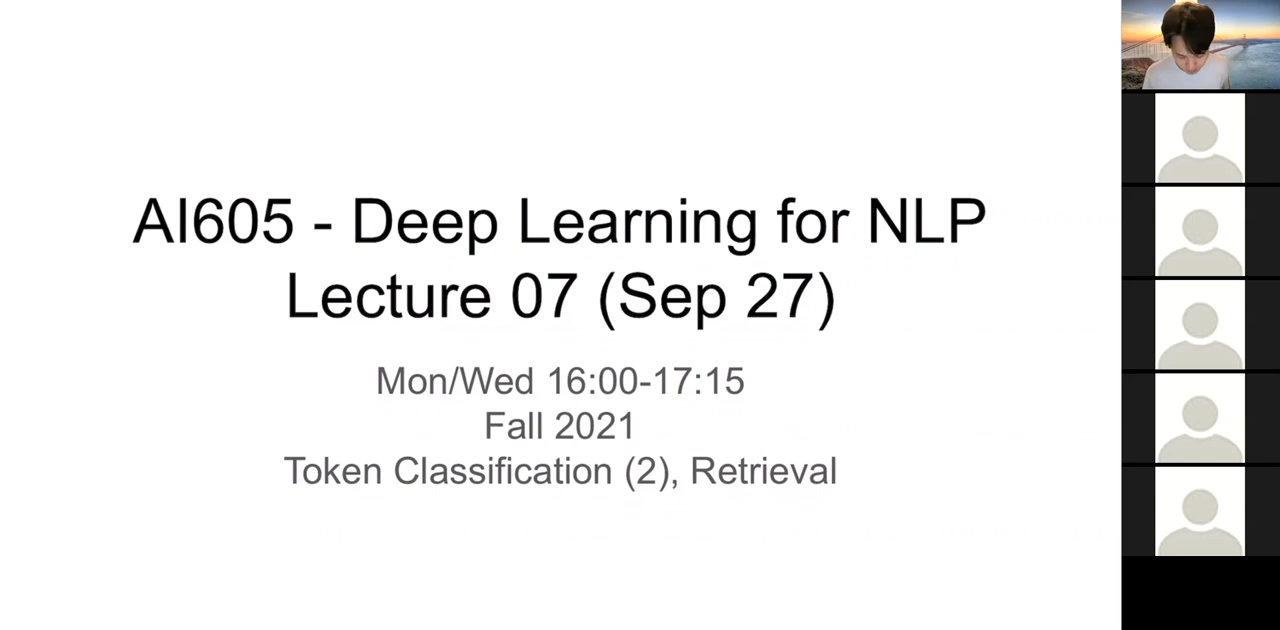 AI605 - Deep Learning for NLP
Lecture 07 (Sep 27)
Mon/Wed 16:00-17:15
Fall 2021
Token Classification (2), Retrieval